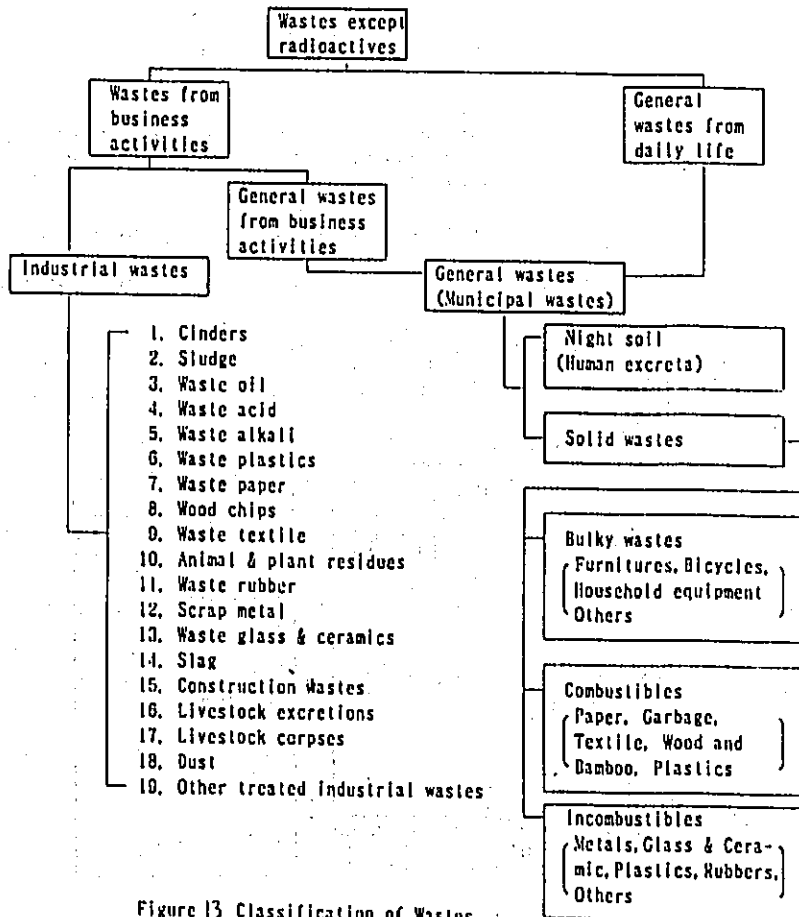 Wastes except
radioactives
Wastes from
business
activities
General
wastes from
daily life
General wastes
from business
activities
Industrial wastes
General wastes
(Municipal wastes)
1. Cinders
2. Sludge
3. Waste oil
4. Waste acid
5. Waste alkali
6. Waste plastics
7. Waste paper
8. Wood chips
9. Waste textile
10. Animal & plant residues
11. Waste rubber
12. Scrap metal
13. Waste glass & ceramics
14. Slag
15. Construction Wastes
16. Livestock excretions
17. Livestock corpses
18. Dust
19. Other treated industrial wastes
Night soil
(Human excreta)
Solid wastes
Bulky wastes
Furnitures, Bicycles,
Household equipment
Others
Combustibles
Paper, Garbage,
Textile, Wood and
Bamboo, Plastics
Incombustibles
Metals, Glass & Cera-
mic, Plastics, Rubbers,
Others
Figure 13 Classification of Wastes